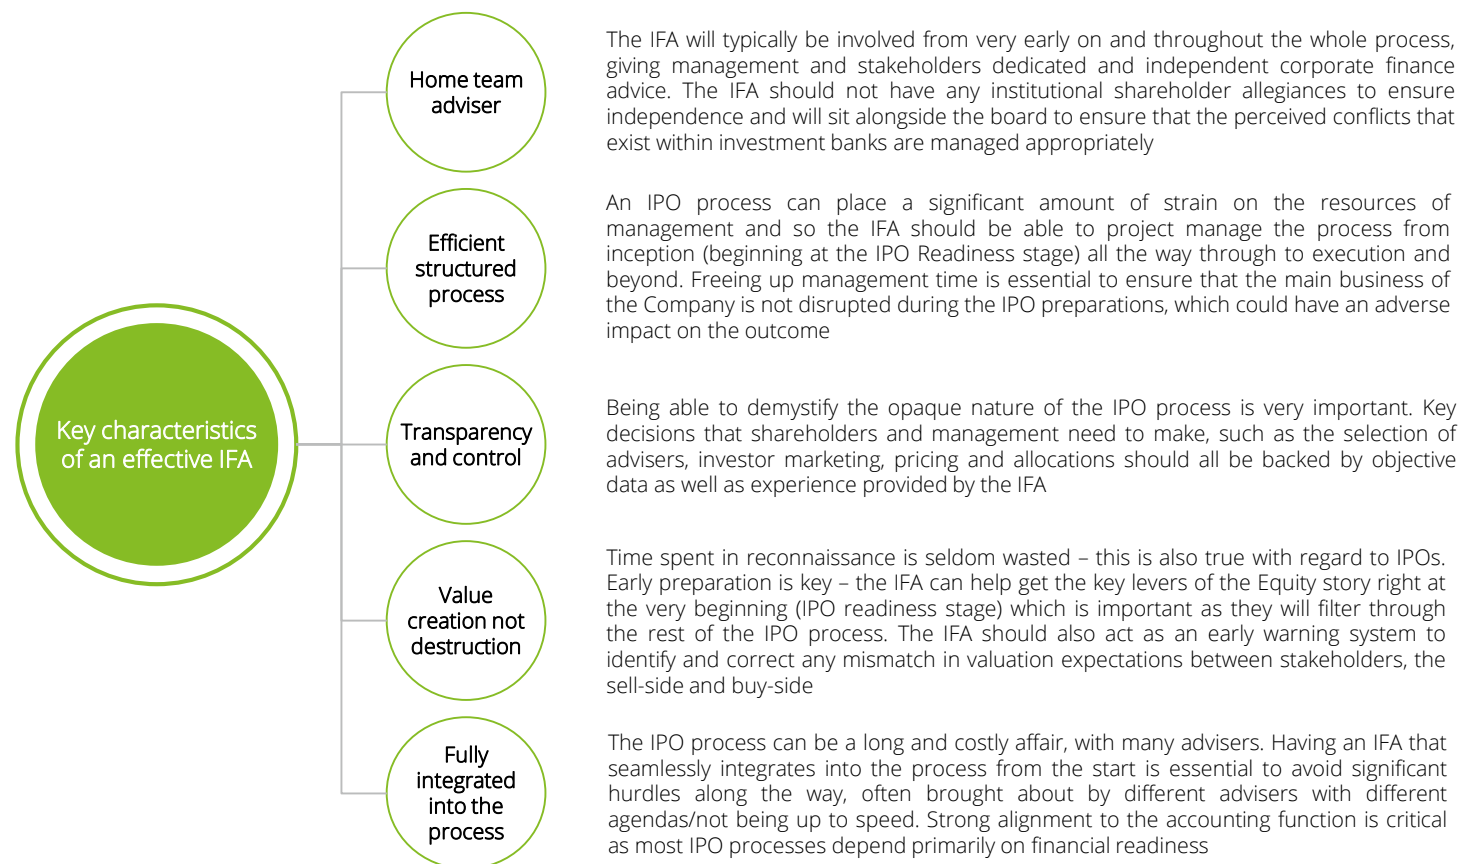 Key characteristics
of an effective IFA
Home team
adviser
The IFA will typically be involved from very early on and throughout the whole process,
giving management and stakeholders dedicated and independent corporate finance
advice. The IFA should not have any institutional shareholder allegiances to ensure
independence and will sit alongside the board to ensure that the perceived conflicts that
exist within investment banks are managed appropriately
Efficient
structured
process
An IPO process can place a significant amount of strain on the resources of
management and so the IFA should be able to project manage the process from
inception (beginning at the IPO Readiness stage) all the way through to execution and
beyond. Freeing up management time is essential to ensure that the main business of
the Company is not disrupted during the IPO preparations, which could have an adverse
impact on the outcome
Transparency
and control
Being able to demystify the opaque nature of the IPO process is very important. Key
decisions that shareholders and management need to make, such as the selection of
advisers, investor marketing, pricing and allocations should all be backed by objective
data as well as experience provided by the IFA
Value
creation not
destruction
Time spent in reconnaissance is seldom wasted – this is also true with regard to IPOs.
Early preparation is key – the IFA can help get the key levers of the Equity story right at
the very beginning (IPO readiness stage) which is important as they will filter through
the rest of the IPO process. The IFA should also act as an early warning system to
identify and correct any mismatch in valuation expectations between stakeholders, the
sell-side and buy-side
Fully
integrated
into the
process
The IPO process can be a long and costly affair, with many advisers. Having an IFA that
seamlessly integrates into the process from the start is essential to avoid significant
hurdles along the way, often brought about by different advisers with different
agendas/not being up to speed. Strong alignment to the accounting function is critical
as most IPO processes depend primarily on financial readiness